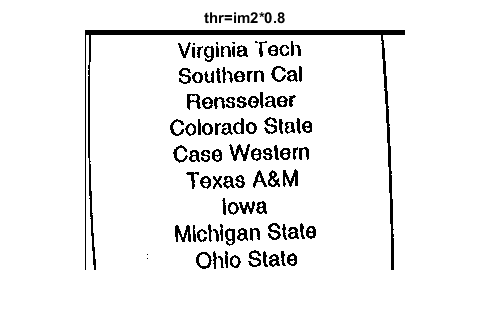 thr=im2*0.8
Virginia Tech
Southern Cal
Rensselaer
Colorado State
Case Western
Texas A&M
Iowa
Michigan State
Ohio State